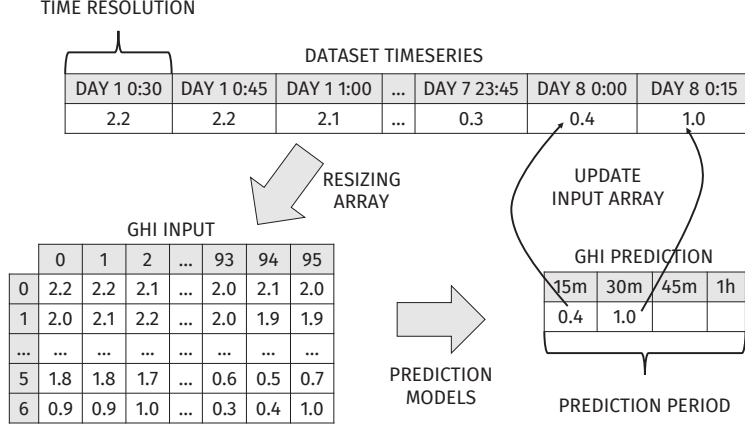 TIME RESOLUTION
DATASET TIMESERIES
DAY 1 0:30 DAY 1 0:45 DAY 1 1:00 ... DAY 7 23:45 DAY 8 0:00 DAY 8 0:15
2.2 2.2 2.1 ... 0.3 0.4 1.0
RESIZING
ARRAY
UPDATE
INPUT ARRAY
GHI INPUT
0 1 2 ... 93 94 95
0 2.2 2.2 2.1 ... 2.0 2.1 2.0
1 2.0 2.1 2.2 ... 2.0 1.9 1.9
... ... ... ... ... ... ... ...
5 1.8 1.8 1.7 ... 0.6 0.5 0.7
6 0.9 0.9 1.0 ... 0.3 0.4 1.0
PREDICTION
MODELS
GHI PREDICTION
15m 30m 45m 1h
0.4 1.0
PREDICTION PERIOD